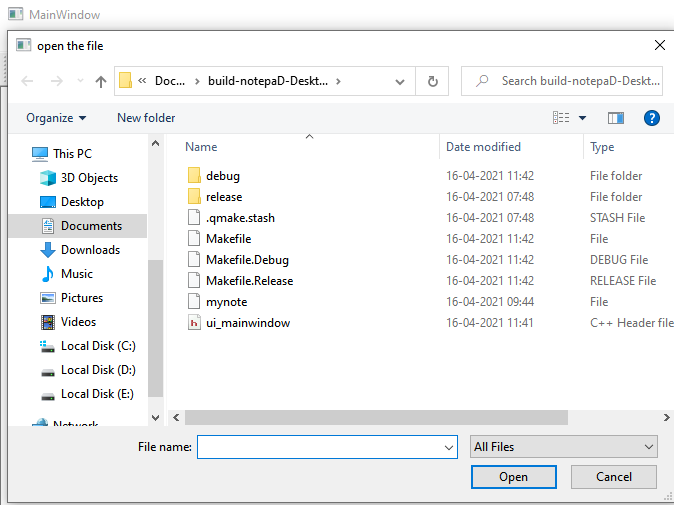 MainWindow
open the file
« Doc... › build-notepaD-Deskt... ›
Search build-notepaD-Deskt...
Organize
New folder
?
This PC
3D Objects
Desktop
Documents
Downloads
Music
Pictures
Videos
Local Disk (C:)
Local Disk (D:)
Local Disk (E:)
Network
Name Date modified Type
debug 16-04-2021 11:42 File folder
release 16-04-2021 07:48 File folder
.qmake.stash 16-04-2021 07:48 STASH File
Makefile 16-04-2021 11:42 File
Makefile.Debug 16-04-2021 11:42 DEBUG File
Makefile.Release 16-04-2021 11:42 RELEASE File
mynote 16-04-2021 09:44 File
h ui_mainwindow 16-04-2021 11:41 C++ Header file
File name:
All Files
Open
Cancel